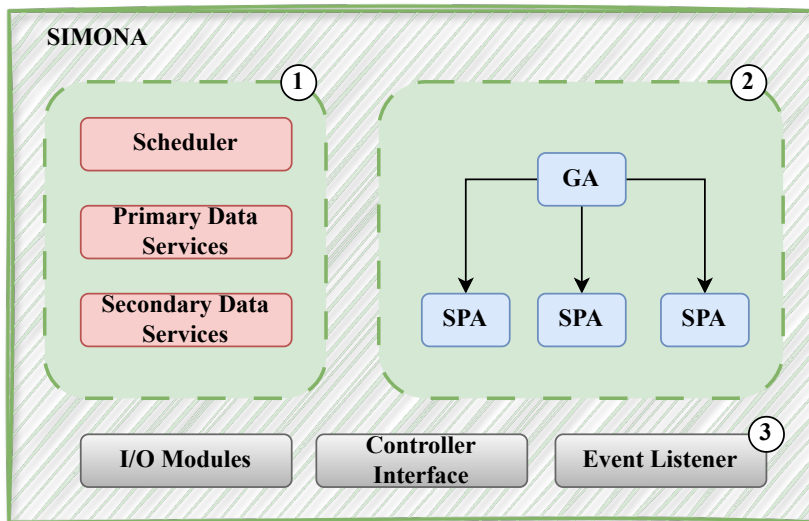 SIMONA
1
2
Scheduler
Primary Data
Services
Secondary Data
Services
GA
SPA
SPA
SPA
3
I/O Modules
Controller
Interface
Event Listener